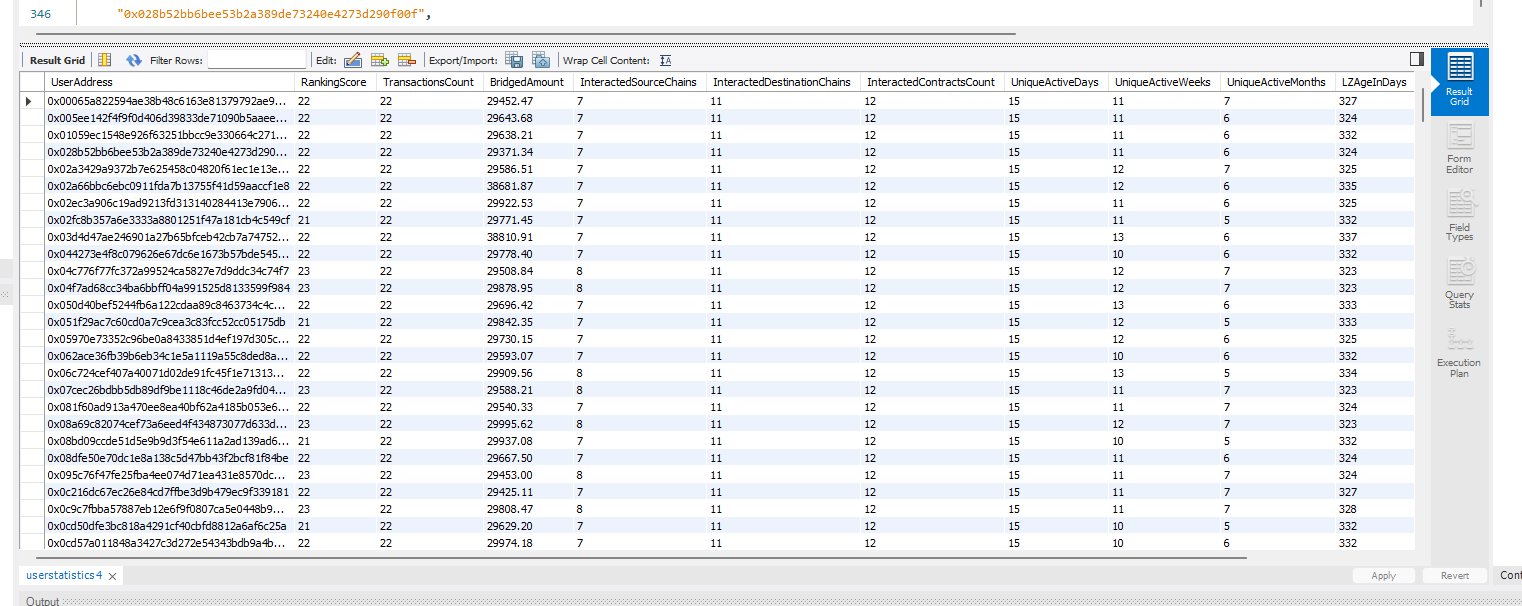 346 "0x028b52bb6bee53b2a389de73240e4273d290f00f",
Result Grid Filter Rows: Edit: Export/Import: Wrap Cell Content:
UserAddress RankingScore TransactionsCount BridgedAmount InteractedSourceChains InteractedDestinationChains InteractedContractsCount UniqueActiveDays UniqueActiveWeeks UniqueActiveMonths LZAgeInDays
0x00065a822594ae38b48c6163e81379792ae9... 22 22 29452.47 7 11 12 15 11 7 327
0x005ee142f4f9f0d406d39833de71090b5aaee... 22 22 29643.68 7 11 12 15 11 6 324
0x01059ec1548e926f63251bbcc9e330664c271... 22 22 29638.21 7 11 12 15 11 6 332
0x028b52bb6bee53b2a389de73240e4273d290... 22 22 29371.34 7 11 12 15 11 6 324
0x02a3429a9372b7e625458c04820f61ec1e13e... 22 22 29586.51 7 11 12 15 12 7 325
0x02a66bbc6ebc0911fda7b13755f41d59aaccf1e8 22 22 38681.87 7 11 12 15 12 6 335
0x02ec3a906c19ad9213fd313140284413e7906... 22 22 29922.53 7 11 12 15 11 6 325
0x02fc8b357a6e3333a8801251f47a181cb4c549cf 21 22 29771.45 7 11 12 15 11 5 332
0x03d4d47ae246901a27b65bfceb42cb7a74752... 22 22 38810.91 7 11 12 15 13 6 337
0x044273e4f8c079626e67dc6e1673b57bde545... 22 22 29778.40 7 11 12 15 10 6 332
0x04c776f77fc372a99524ca5827e7d9ddc34c74f7 23 22 29508.84 8 11 12 15 12 7 323
0x04f7ad68cc34ba6bbff04a991525d8133599f984 23 22 29878.95 8 11 12 15 12 7 323
0x050d40bef5244fb6a122cdaa89c8463734c4c... 22 22 29696.42 7 11 12 15 13 6 333
0x051f29ac7c60cd0a7c9cea3c83fcc52cc05175db 21 22 29842.35 7 11 12 15 12 5 333
0x05970e73352c96be0a8433851d4ef197d305c... 22 22 29730.15 7 11 12 15 12 6 325
0x062ace36fb39b6eb34c1e5a1119a55c8ded8a... 22 22 29593.07 7 11 12 15 10 6 332
0x06c724cef407a40071d02de91fc45f1e71313... 22 22 29909.56 8 11 12 15 13 5 334
0x07cec26bdbb5db89df9be1118c46de2a9fd04... 23 22 29588.21 8 11 12 15 11 7 323
0x081f60ad913a470ee8ea40bf62a4185b053e6... 22 22 29540.33 7 11 12 15 11 7 324
0x08a69c82074cef73a6eed4f434873077d633d... 23 22 29995.62 8 11 12 15 12 7 323
0x08bd09ccde51d5e9b9d3f54e611a2ad139ad6... 21 22 29937.08 7 11 12 15 10 5 332
0x08dfe50e70dc1e8a138c5d47bb43f2bcf81f84be 22 22 29667.50 7 11 12 15 11 6 324
0x095c76f47fe25fba4ee074d71ea431e8570dc... 23 22 29453.00 8 11 12 15 11 7 324
0x0c216dc67ec26e84cd7ffbe3d9b479ec9f339181 22 22 29425.11 7 11 12 15 11 7 327
0x0c9c7fbba57887eb12e6f9f0807ca5e0448b9... 23 22 29808.47 8 11 12 15 11 7 328
0x0cd50dfe3bc818a4291cf40cbfd8812a6af6c25a 21 22 29629.20 7 11 12 15 10 5 332
0x0cd57a011848a3427c3d272e54343bdb9a4b... 22 22 29974.18 7 11 12 15 10 6 332
Result
Grid
Form
Editor
Field
Types
Query
Stats
Execution
Plan
userstatistics4 Apply Revert Cont
Output